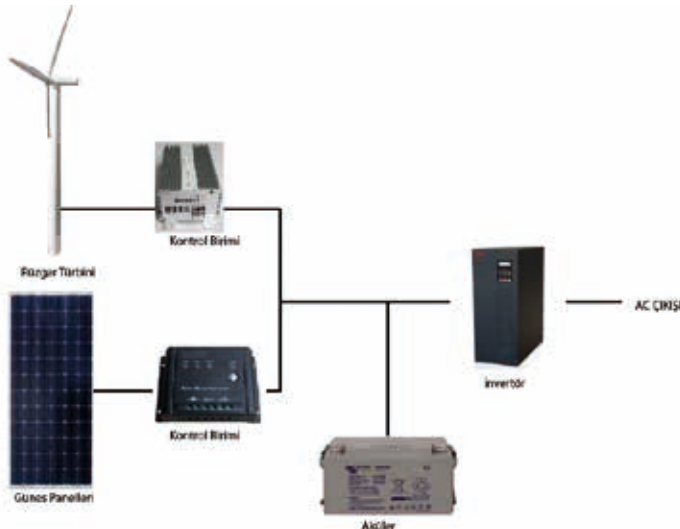 Kontrol Birimi
Rüzgar Türbini
AC ÇIKIŞI
İnvertör
Kontrol Birimi
Güneş Panelleri
Aküler